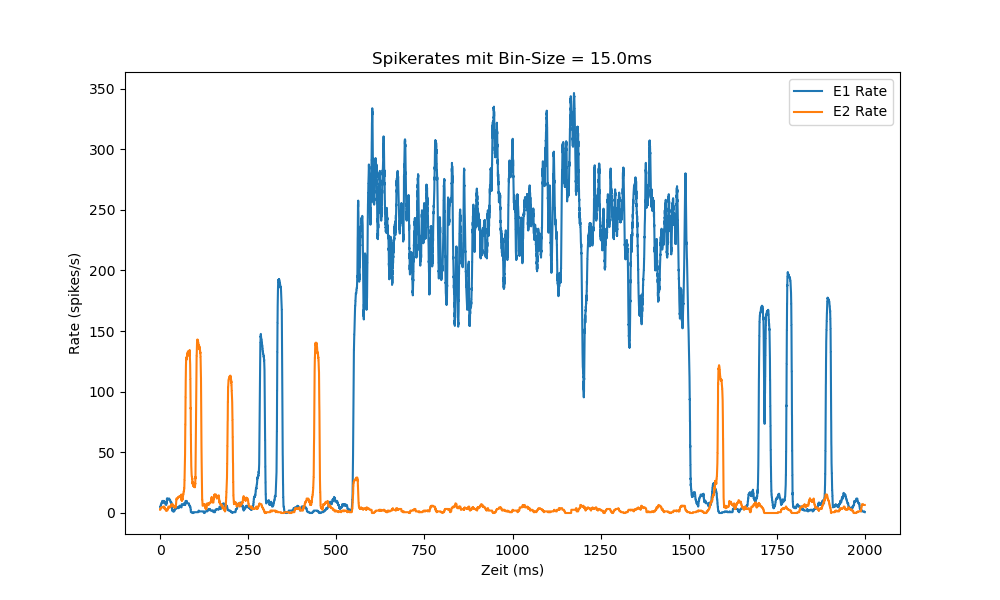 Spikerates mit Bin-Size = 15.0ms
E1 Rate
E2 Rate
350
300
250
200
150
100
50
0
Rate (spikes/s)
0 250 500 750 1000 1250 1500 1750 2000
Zeit (ms)